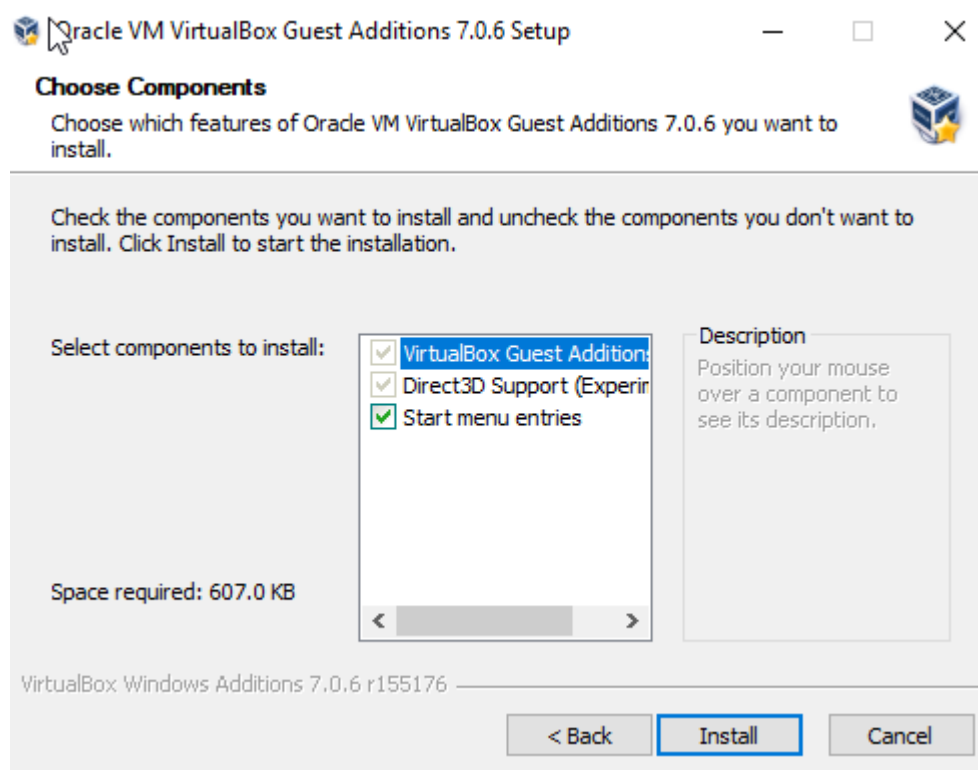 Oracle VM VirtualBox Guest Additions 7.0.6 Setup
Choose Components
Choose which features of Oracle VM VirtualBox Guest Additions 7.0.6 you want to
install.
Check the components you want to install and uncheck the components you don't want to
install. Click Install to start the installation.
Select components to install:
VirtualBox Guest Additions
Direct3D Support (Experin
Start menu entries
Description
Position your mouse
over a component to
see its description.
Space required: 607.0 KB
VirtualBox Windows Additions 7.0.6 r155176
< Back
Install
Cancel